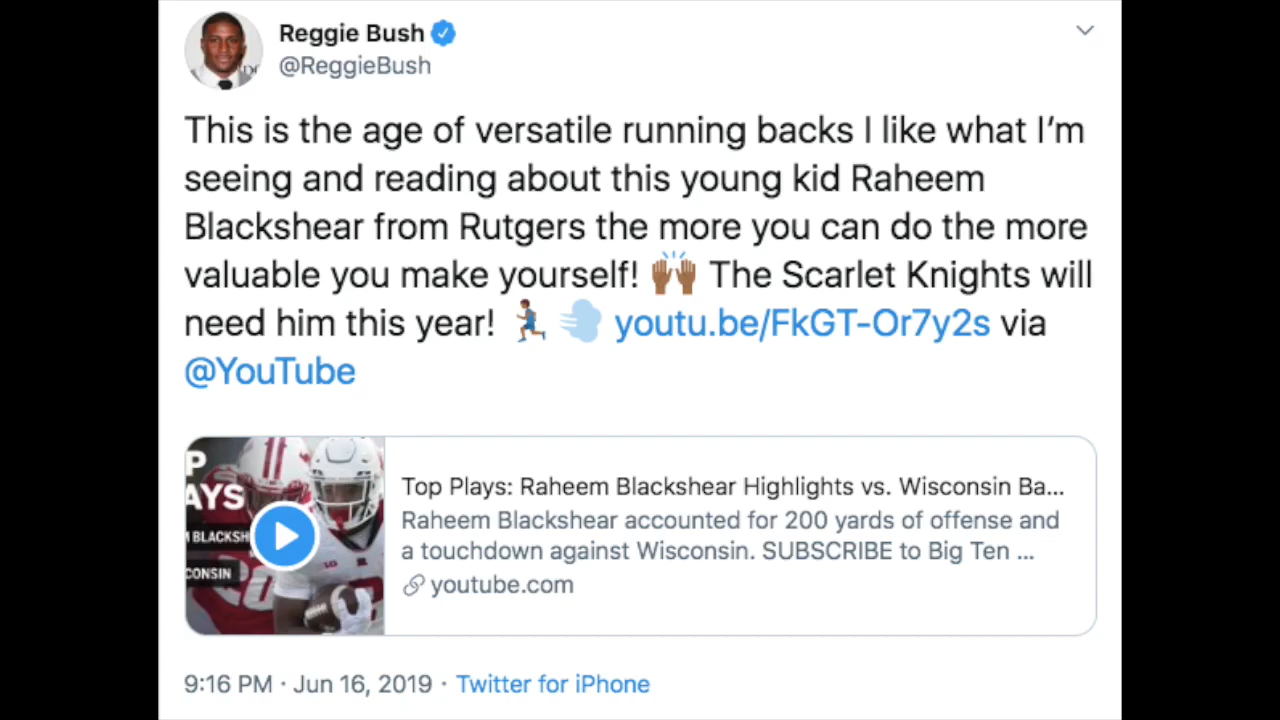 Reggie Bush
@ReggieBush
This is the age of versatile running backs I like what I’m
seeing and reading about this young kid Raheem
Blackshear from Rutgers the more you can do the more
valuable you make yourself! 🙌🏾 The Scarlet Knights will
need him this year! 🏃🏾💨 youtu.be/FkGT-Or7y2s via
@YouTube
P
AYS
M BLACKSH
CONSIN
Top Plays: Raheem Blackshear Highlights vs. Wisconsin Ba...
Raheem Blackshear accounted for 200 yards of offense and
a touchdown against Wisconsin. SUBSCRIBE to Big Ten ...
youtube.com
9:16 PM · Jun 16, 2019 · Twitter for iPhone